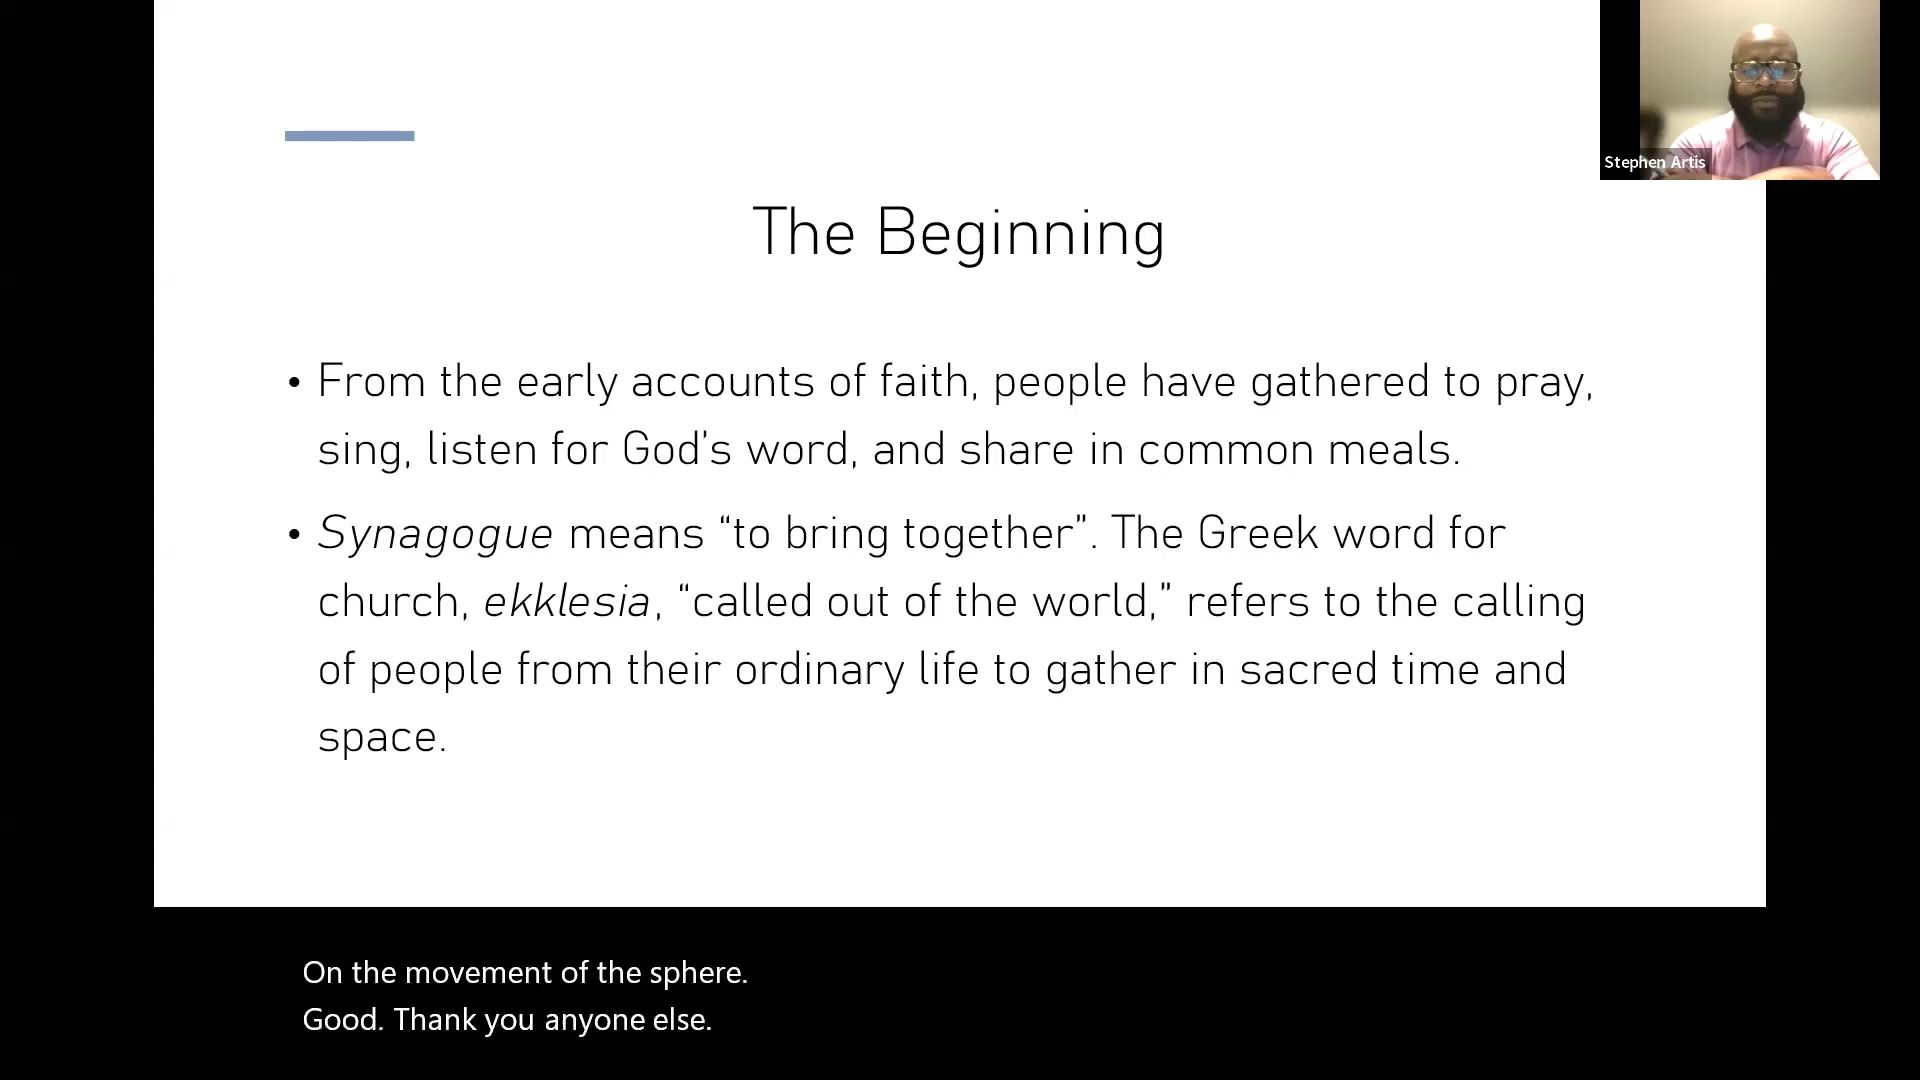 Stephen Artis
The Beginning
• From the early accounts of faith, people have gathered to pray,
sing, listen for God’s word, and share in common meals.
• Synagogue means “to bring together”. The Greek word for
church, ekklesia, “called out of the world,” refers to the calling
of people from their ordinary life to gather in sacred time and
space.
On the movement of the sphere.
Good. Thank you anyone else.